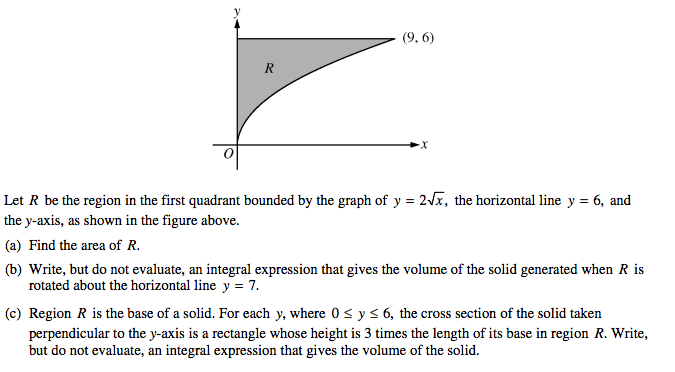 y
(9, 6)
R
x
O
Let R be the region in the first quadrant bounded by the graph of y = 2√x, the horizontal line y = 6, and
the y-axis, as shown in the figure above.
(a) Find the area of R.
(b) Write, but do not evaluate, an integral expression that gives the volume of the solid generated when R is
rotated about the horizontal line y = 7.
(c) Region R is the base of a solid. For each y, where 0 ≤ y ≤ 6, the cross section of the solid taken
perpendicular to the y-axis is a rectangle whose height is 3 times the length of its base in region R. Write,
but do not evaluate, an integral expression that gives the volume of the solid.